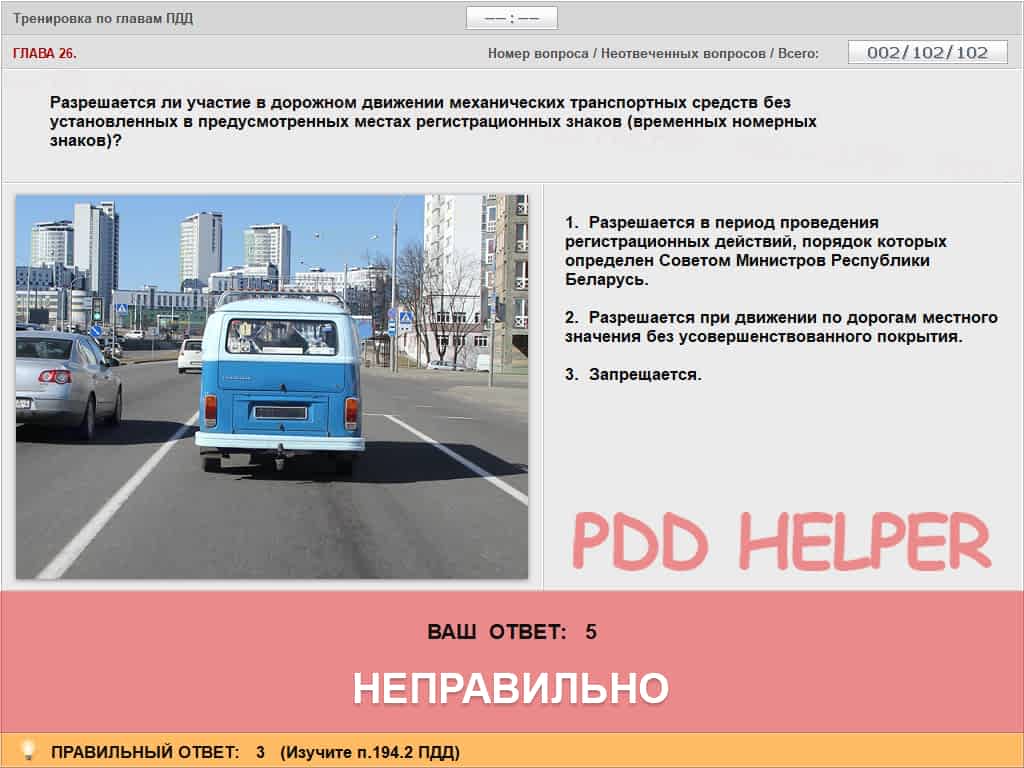 Тренировка по главам ПДД
—— : ——
ГЛАВА 26.
Номер вопроса / Неотвеченных вопросов / Всего:
002/102/102
Разрешается ли участие в дорожном движении механических транспортных средств без
установленных в предусмотренных местах регистрационных знаков (временных номерных
знаков)?
1. Разрешается в период проведения
регистрационных действий, порядок которых
определен Советом Министров Республики
Беларусь.
2. Разрешается при движении по дорогам местного
значения без усовершенствованного покрытия.
3. Запрещается.
PDD HELPER
ВАШ ОТВЕТ: 5
НЕПРАВИЛЬНО
ПРАВИЛЬНЫЙ ОТВЕТ: 3 (Изучите п.194.2 ПДД)